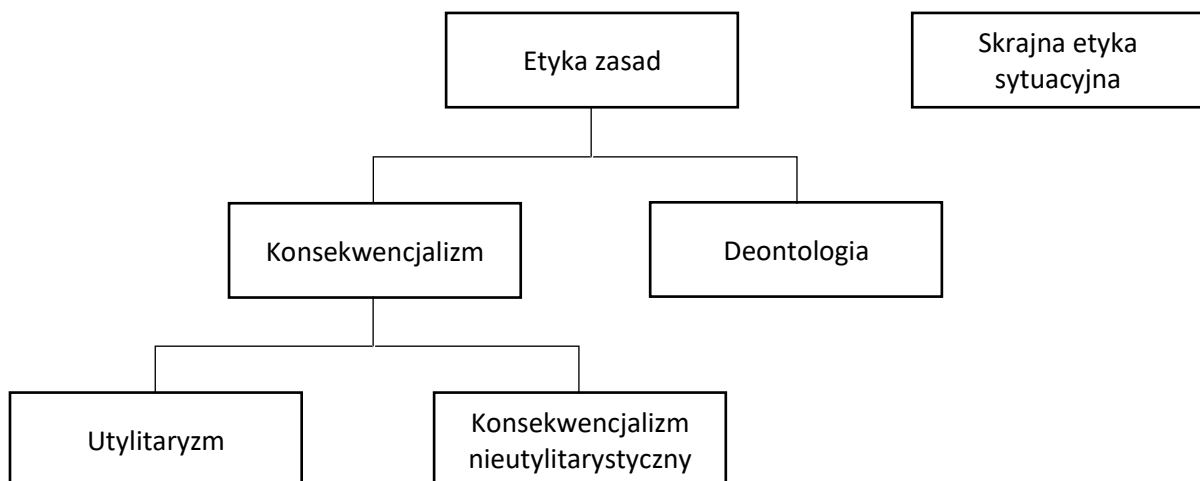 Etyka zasad
Skrajna etyka
sytuacyjna
Konsekwencjalizm
Deontologia
Utylitaryzm
Konsekwencjalizm
nieutylitarystyczny